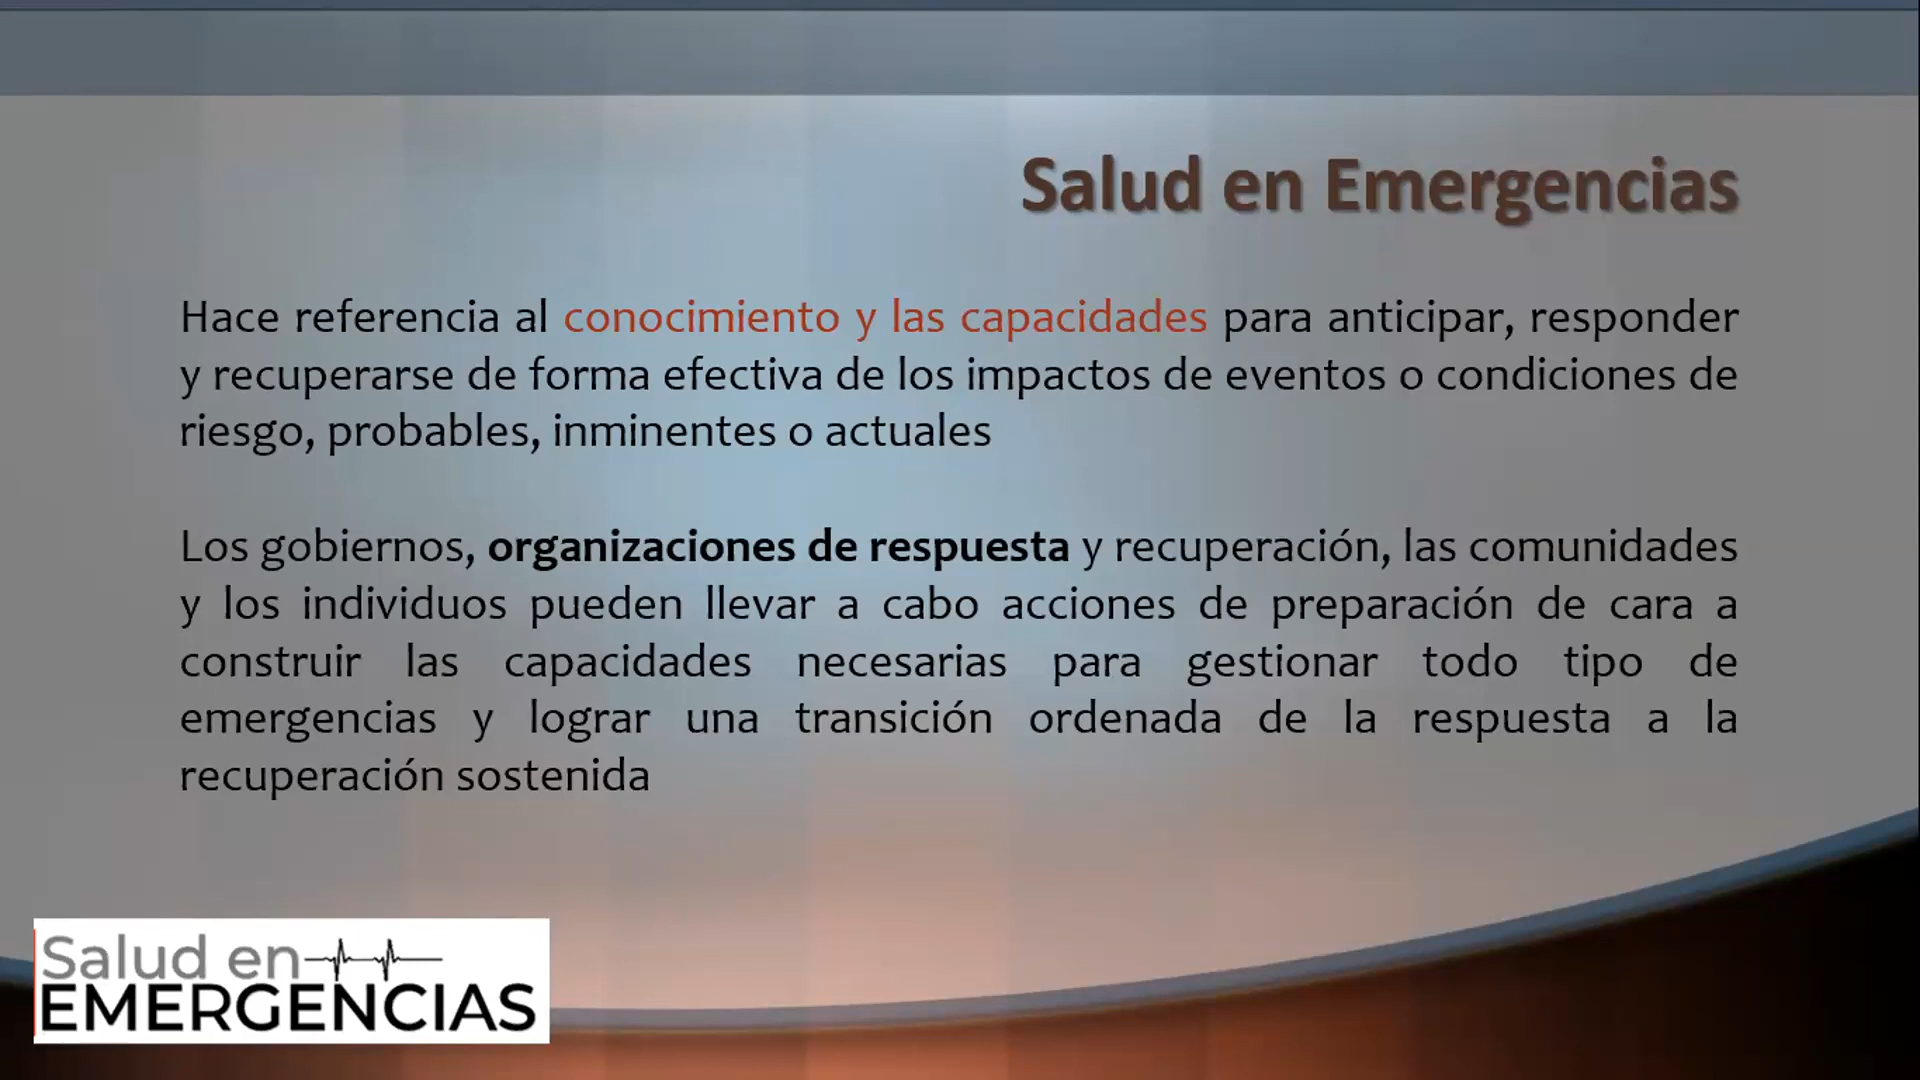 Salud en Emergencias
Hace referencia al conocimiento y las capacidades para anticipar, responder
y recuperarse de forma efectiva de los impactos de eventos o condiciones de
riesgo, probables, inminentes o actuales
Los gobiernos, organizaciones de respuesta y recuperación, las comunidades
y los individuos pueden llevar a cabo acciones de preparación de cara a
construir las capacidades necesarias para gestionar todo tipo de
emergencias y lograr una transición ordenada de la respuesta a la
recuperación sostenida
Salud en
EMERGENCIAS